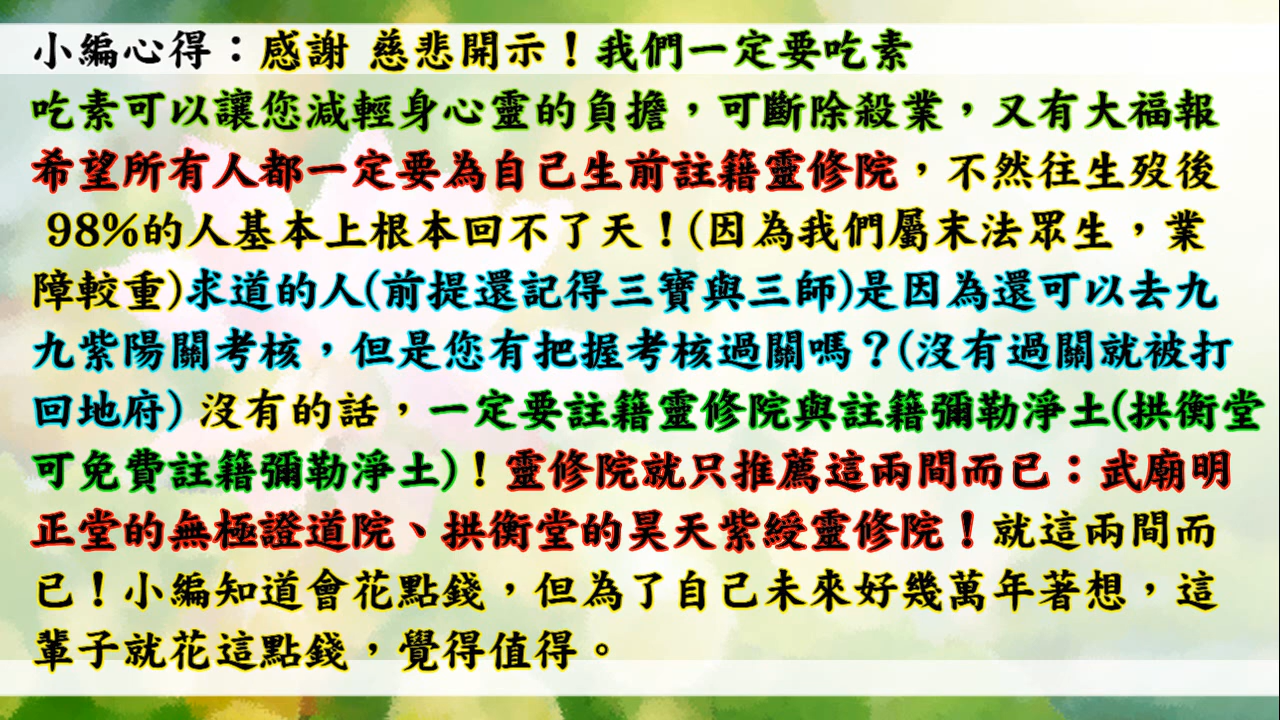 小編心得：感謝 慈悲開示！我們一定要吃素
吃素可以讓您減輕身心靈的負擔，可斷除殺業，又有大福報
希望所有人都一定要為自己生前註籍靈修院，不然往生歿後
98%的人基本上根本回不了天！(因為我們屬末法眾生，業
障較重)求道的人(前提還記得三寶與三師)是因為還可以去九
九紫陽關考核，但是您有把握考核過關嗎？(沒有過關就被打
回地府) 沒有的話，一定要註籍靈修院與註籍彌勒淨土(拱衡堂
可免費註籍彌勒淨土)！靈修院就只推薦這兩間而已：武廟明
正堂的無極證道院、拱衡堂的昊天紫綬靈修院！就這兩間而
已！小編知道會花點錢，但為了自己未來好幾萬年著想，這
輩子就花這點錢，覺得值得。